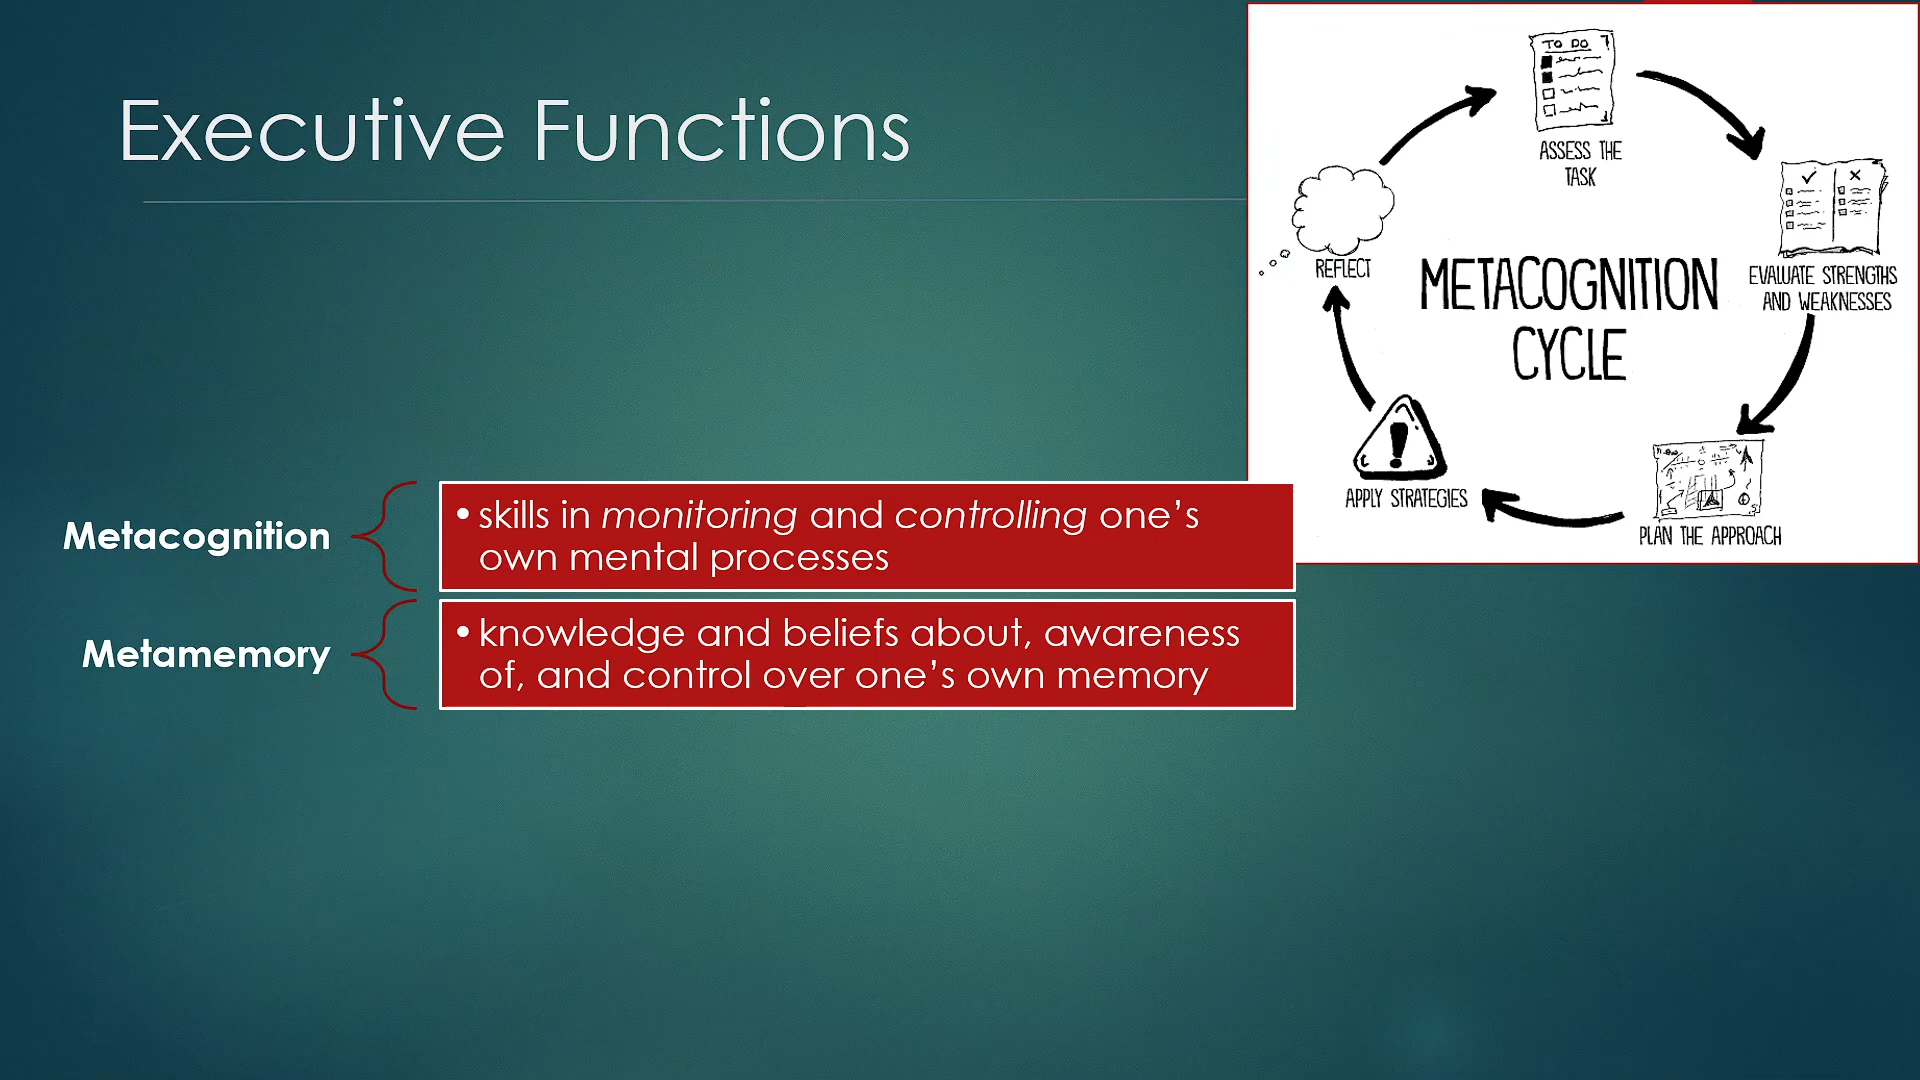 Executive Functions
Metacognition
• skills in monitoring and controlling one’s
own mental processes
Metamemory
• knowledge and beliefs about, awareness
of, and control over one’s own memory
TO DO
ASSESS THE
TASK
EVALUATE STRENGTHS
AND WEAKNESSES
PLAN THE APPROACH
APPLY STRATEGIES
REFLECT
METACOGNITION
CYCLE